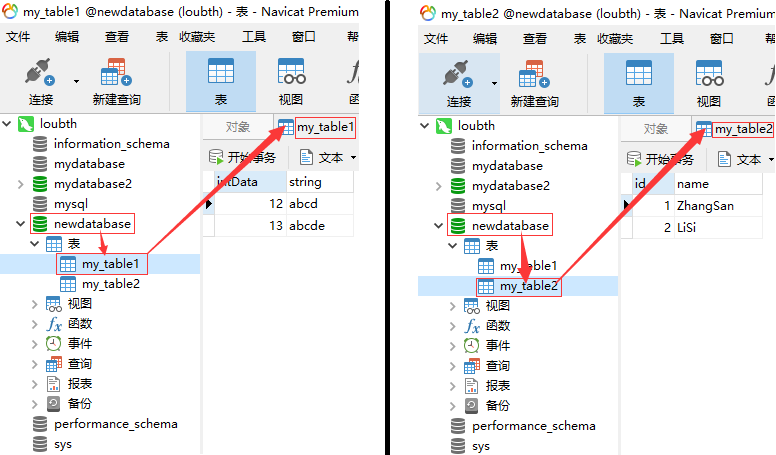 my_table1 @newdatabase (loubth) - 表 - Navicat Premium
文件 编辑 查看 表 收藏夹 工具 窗口 帮
连接 新建查询 表 视图
loubth
information_schema
mydatabase
mydatabase2
mysql
newdatabase
表
my_table1
my_table2
视图
函数
事件
查询
报表
备份
performance_schema
sys
对象 my_table1
开始事务 文本
intData string
12 abcd
13 abcde
my_table2 @newdatabase (loubth) - 表 - Navicat Premium
文件 编辑 查看 表 收藏夹 工具 窗口
连接 新建查询 表 视图
loubth
information_schema
mydatabase
mydatabase2
mysql
newdatabase
表
my_table1
my_table2
视图
函数
事件
查询
报表
备份
performance_schema
sys
对象 my_table2
开始事务 文本
id name
1 ZhangSan
2 LiSi